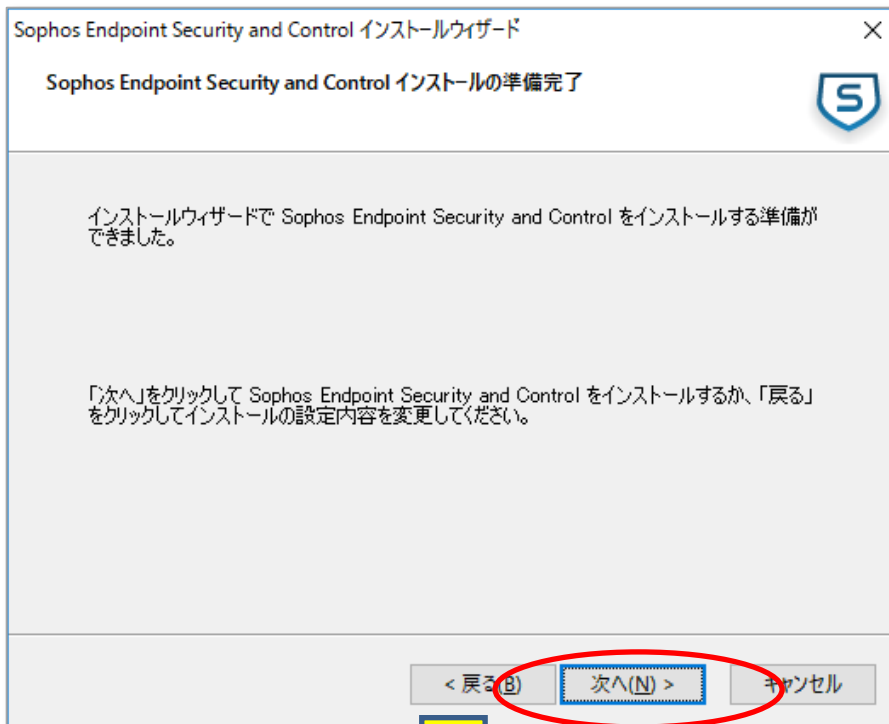 Sophos Endpoint Security and Control インストールウィザード
Sophos Endpoint Security and Control インストールの準備完了
S
インストールウィザードで Sophos Endpoint Security and Control をインストールする準備が
できました。
「次へ」をクリックして Sophos Endpoint Security and Control をインストールするか、「戻る」
をクリックしてインストールの設定内容を変更してください。
< 戻る(B) 次へ(N) > キャンセル